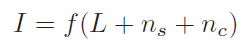 I = f(L + n_s + n_c)